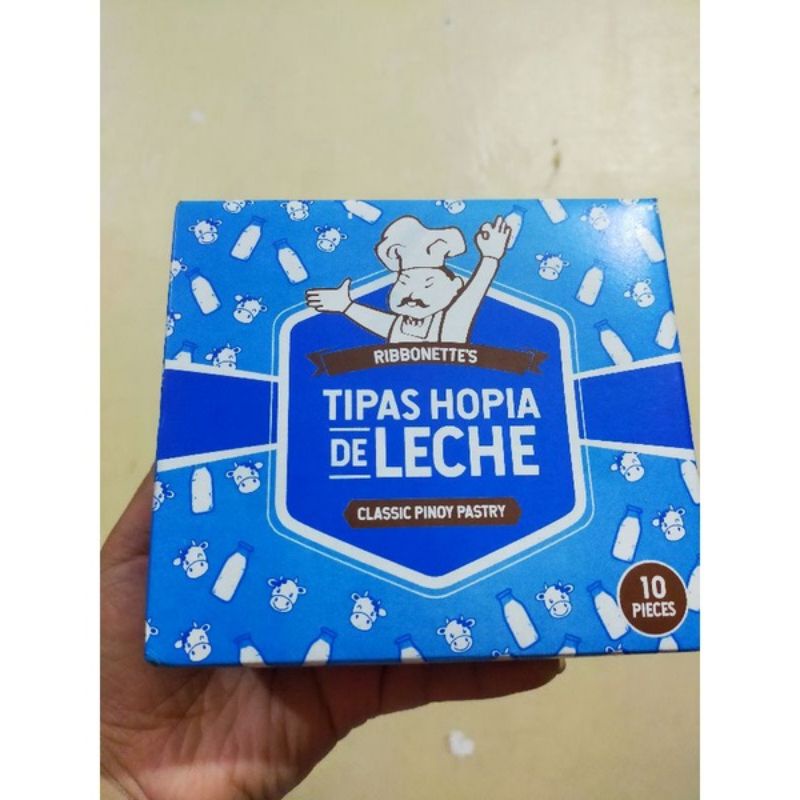 RIBBONETTE'S
TIPAS HOPIA
DE LECHE
CLASSIC PINOY PASTRY
10
PIECES